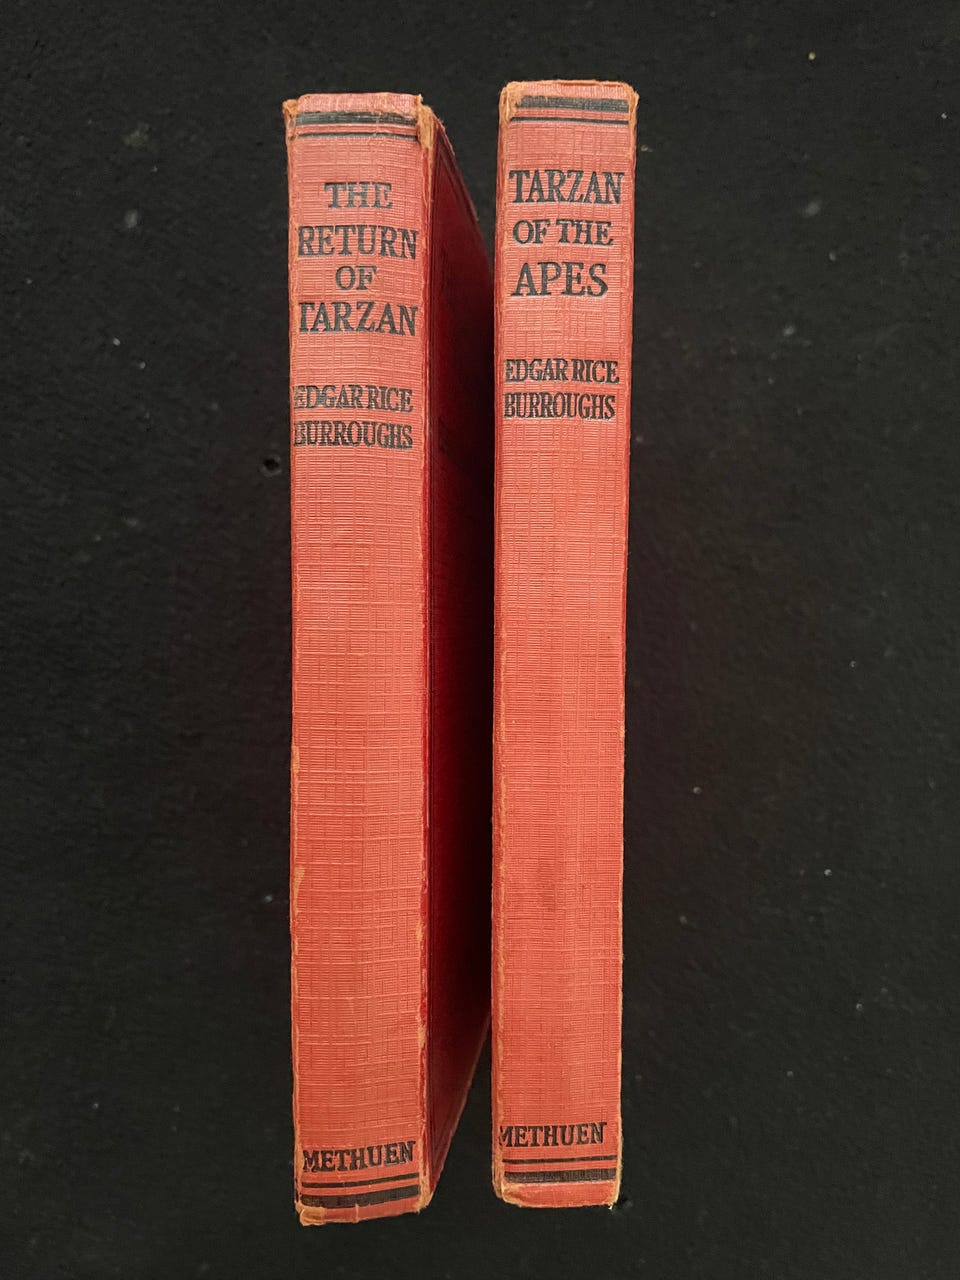 THE
RETURN
OF
TARZAN
EDGAR RICE
BURROUGHS
METHUEN
TARZAN
OF THE
APES
EDGAR RICE
BURROUGHS
METHUEN